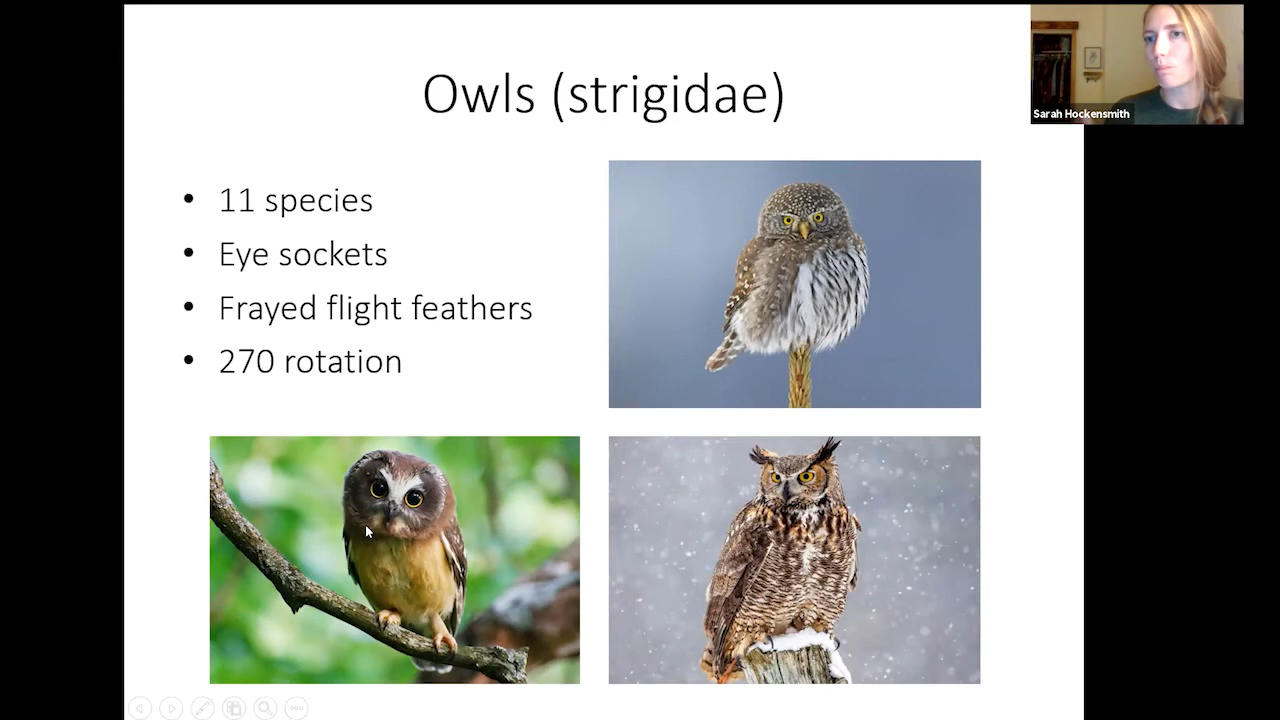 Owls (strigidae)
Sarah Hockensmith
• 11 species
• Eye sockets
• Frayed flight feathers
• 270 rotation